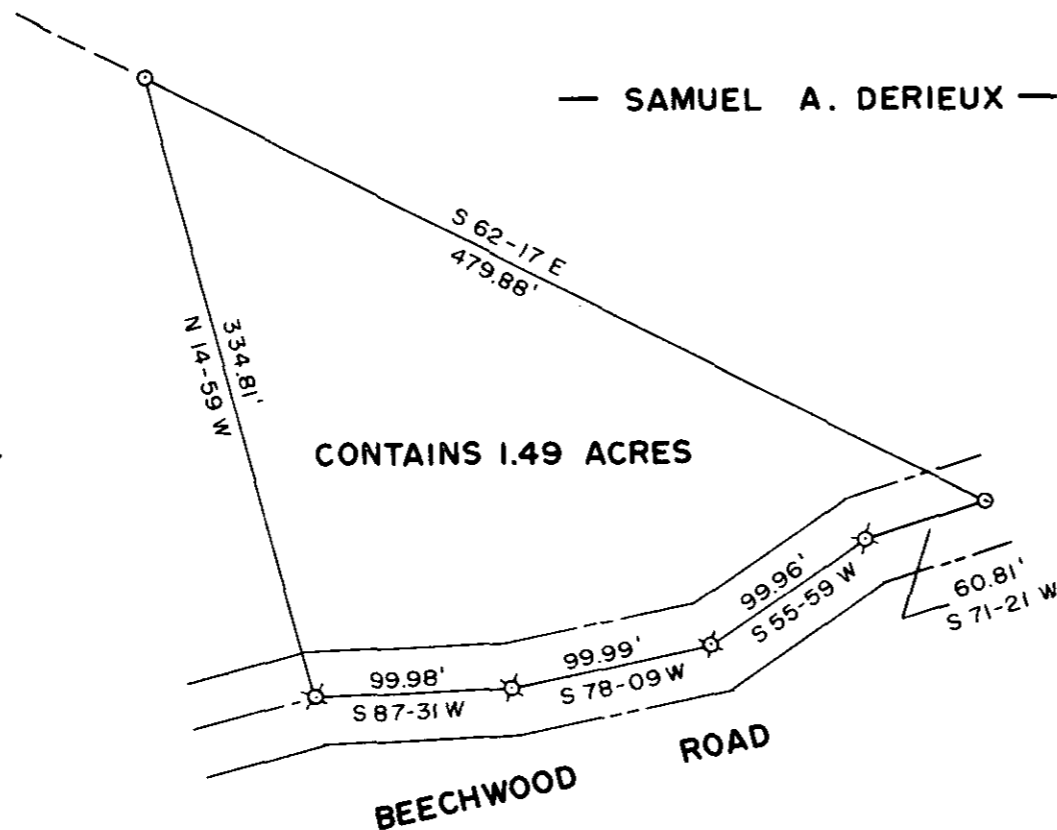 — SAMUEL A. DERIEUX —
S 62-17 E
479.88'
334.81'
N 14-59 W
CONTAINS 1.49 ACRES
99.96'
S 55-59 W
60.81'
S 71-21 W
99.99'
S 78-09 W
99.98'
S 87-31 W
BEECHWOOD ROAD